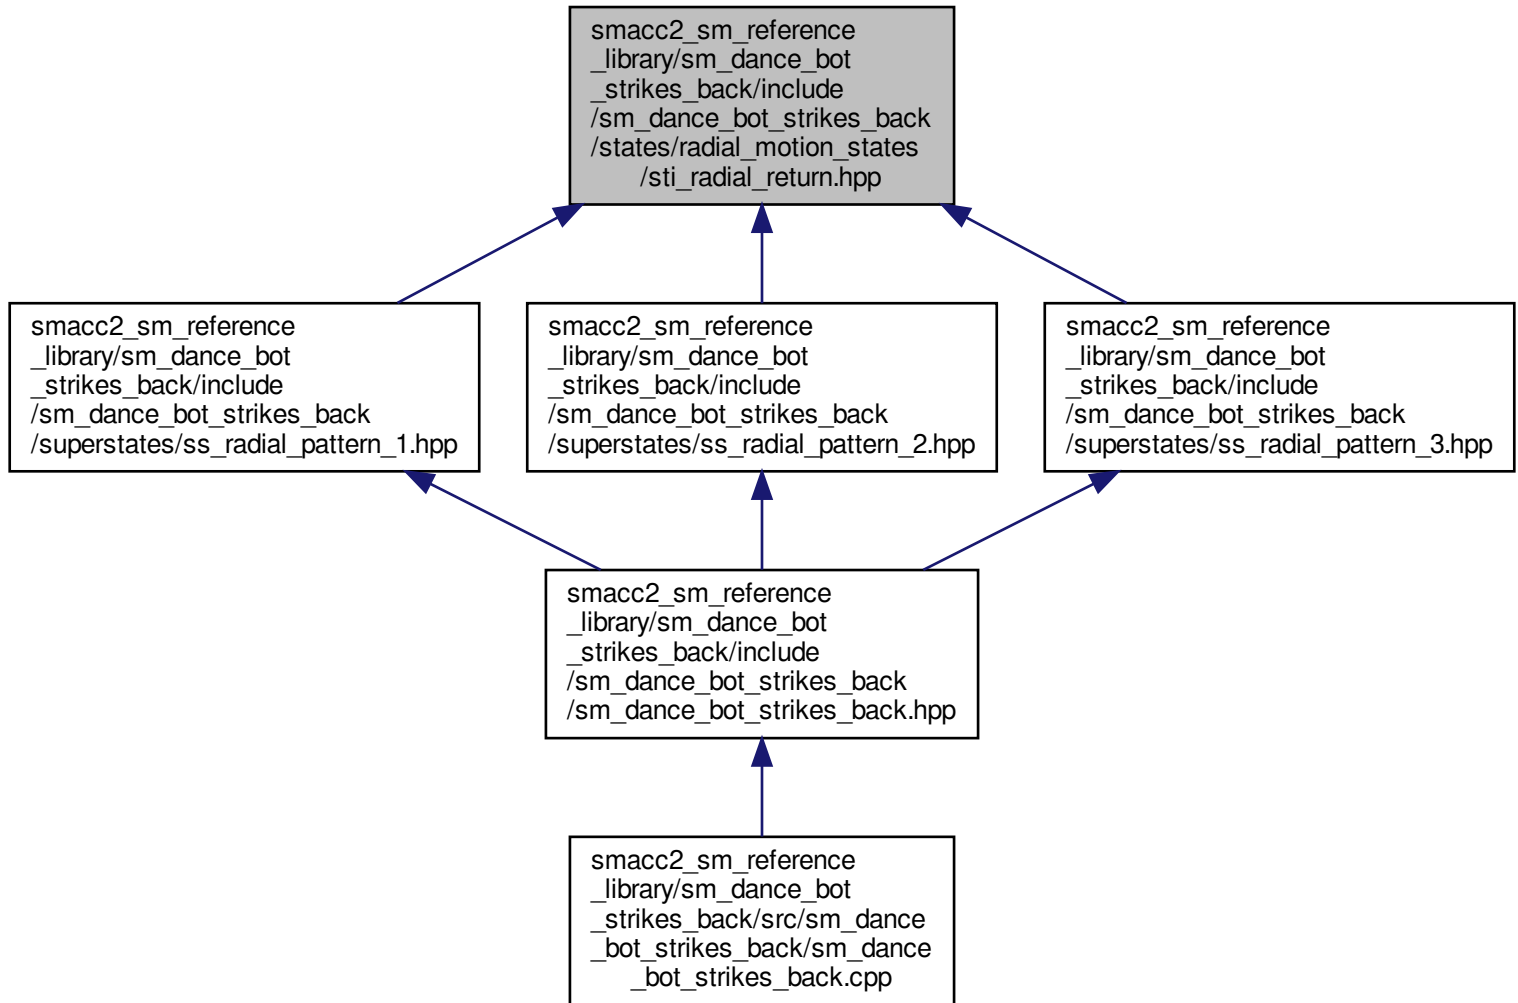 smacc2_sm_reference
_library/sm_dance_bot
_strikes_back/include
/sm_dance_bot_strikes_back
/states/radial_motion_states
/sti_radial_return.hpp
smacc2_sm_reference
_library/sm_dance_bot
_strikes_back/include
/sm_dance_bot_strikes_back
/superstates/ss_radial_pattern_1.hpp
smacc2_sm_reference
_library/sm_dance_bot
_strikes_back/include
/sm_dance_bot_strikes_back
/superstates/ss_radial_pattern_2.hpp
smacc2_sm_reference
_library/sm_dance_bot
_strikes_back/include
/sm_dance_bot_strikes_back
/superstates/ss_radial_pattern_3.hpp
smacc2_sm_reference
_library/sm_dance_bot
_strikes_back/include
/sm_dance_bot_strikes_back
/sm_dance_bot_strikes_back.hpp
smacc2_sm_reference
_library/sm_dance_bot
_strikes_back/src/sm_dance
_bot_strikes_back/sm_dance
_bot_strikes_back.cpp